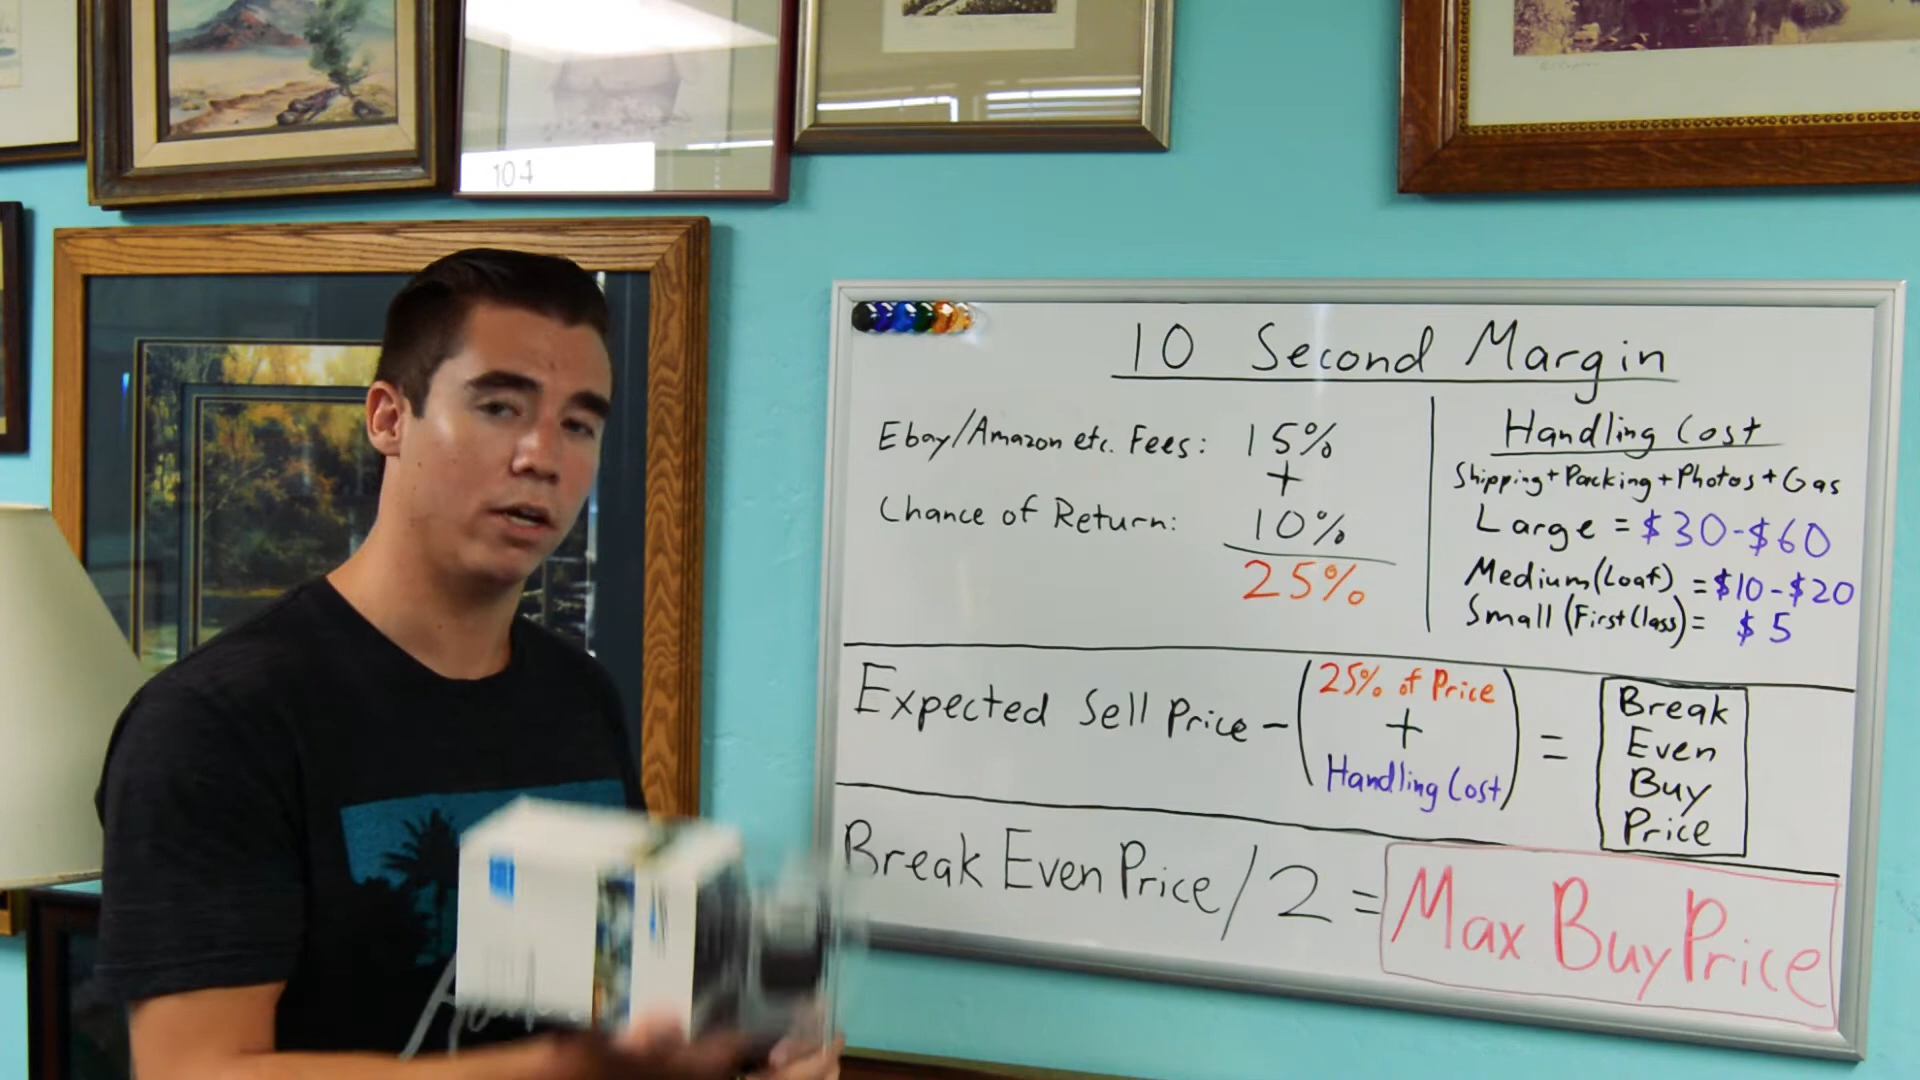 104
10 Second Margin
Ebay/Amazon etc. Fees: 15%
+
Chance of Return: 10%
25%
Handling Cost
Shipping+Packing+Photos+Gas
Large = $30-$60
Medium(Loaf) = $10-$20
Small (First Class) = $5
Expected Sell Price - (25% of Price + Handling Cost) = Break Even Buy Price
Break Even Price / 2 = Max Buy Price